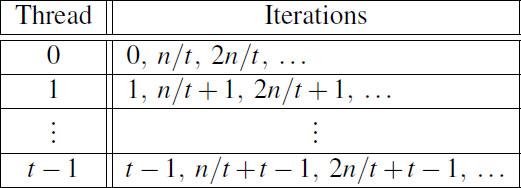 Thread Iterations
0 0, n/t, 2n/t, …
1 1, n/t + 1, 2n/t + 1, …
⋮ ⋮
t − 1 t − 1, n/t + t − 1, 2n/t + t − 1, …